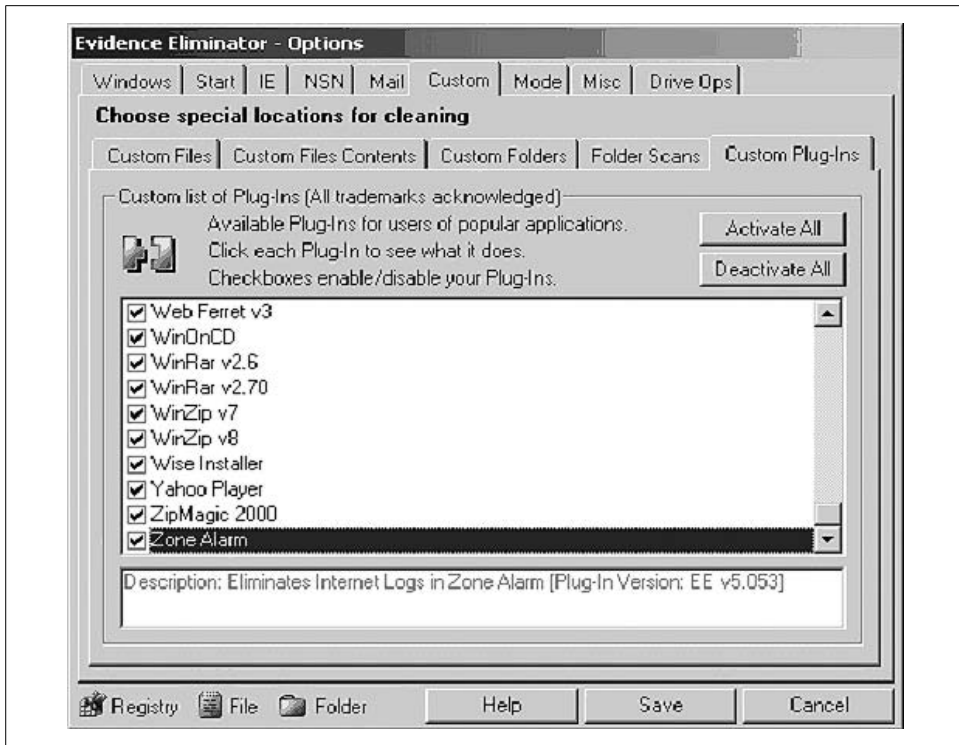 Evidence Eliminator - Options
Windows Start IE NSN Mail Custom Mode Misc Drive Ops
Choose special locations for cleaning
Custom Files Custom Files Contents Custom Folders Folder Scans Custom Plug-Ins
Custom list of Plug-Ins (All trademarks acknowledged)
Available Plug-Ins for users of popular applications.
Click each Plug-In to see what it does.
Checkboxes enable/disable your Plug-Ins.
Activate All
Deactivate All
Web Ferret v3
WinOnCD
WinRar v2.6
WinRar v2.70
WinZip v7
WinZip v8
Wise Installer
Yahoo Player
ZipMagic 2000
Zone Alarm
Description: Eliminates Internet Logs in Zone Alarm [Plug-In Version: EE v5.053]
Registry File Folder Help Save Cancel